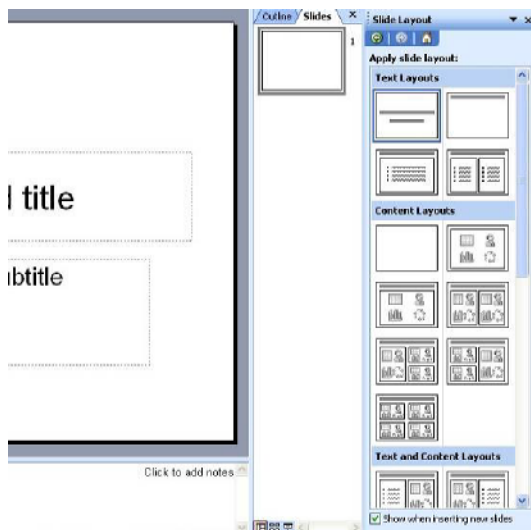 Outline Slides
1
Slide Layout
Apply slide layout:
Text Layouts
Content Layouts
Text and Content Layouts
Show when inserting new slides
d title
ubtitle
Click to add notes